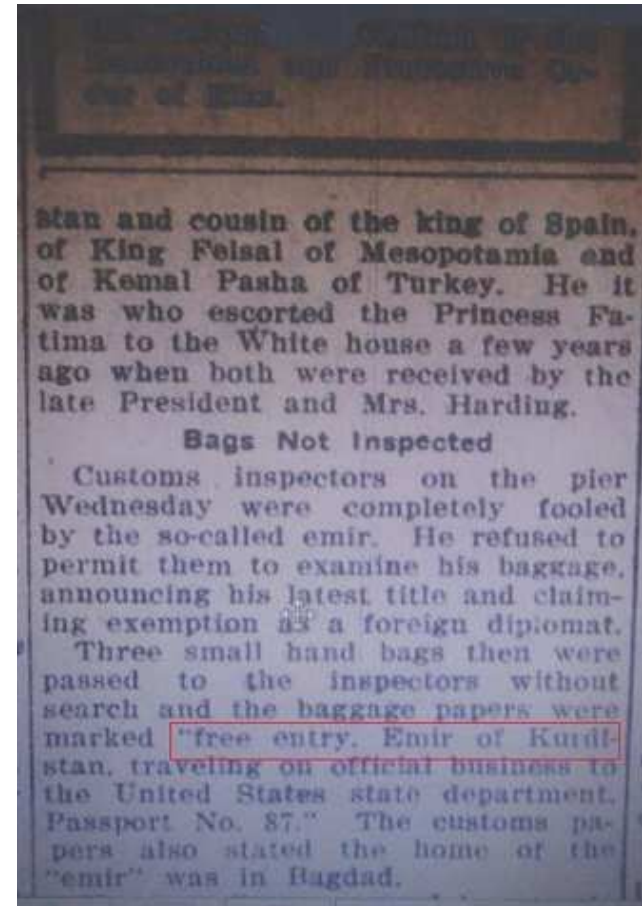 der of Elks.
stan and cousin of the king of Spain,
of King Feisal of Mesopotamia and
of Kemal Pasha of Turkey. He it
was who escorted the Princess Fa-
tima to the White house a few years
ago when both were received by the
late President and Mrs. Harding.
Bags Not Inspected
Customs inspectors on the pier
Wednesday were completely fooled
by the so-called emir. He refused to
permit them to examine his baggage,
announcing his latest title and claim-
ing exemption as a foreign diplomat.
Three small hand bags then were
passed to the inspectors without
search and the baggage papers were
marked "free entry. Emir of Kurdi-
stan, traveling on official business to
the United States state department.
Passport No. 87." The customs pa-
pers also stated the home of the
"emir" was in Bagdad.